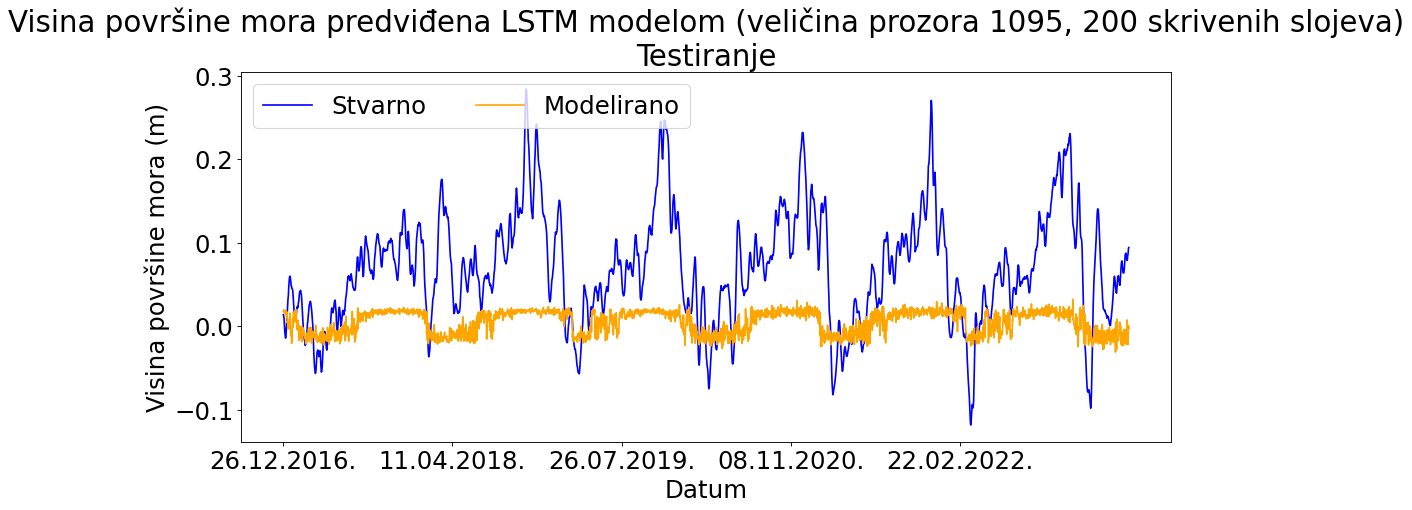 Visina površine mora predviđena LSTM modelom (veličina prozora 1095, 200 skrivenih slojeva)
Testiranje
Stvarno Modelirano
Visina površine mora (m)
0.3
0.2
0.1
0.0
−0.1
26.12.2016. 11.04.2018. 26.07.2019. 08.11.2020. 22.02.2022.
Datum